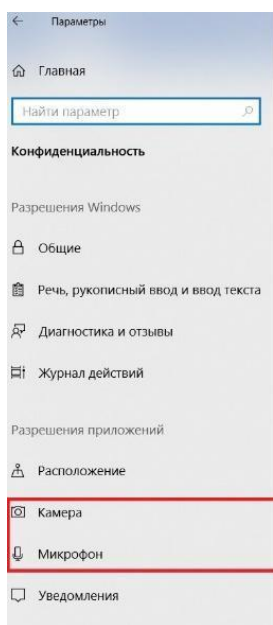 Параметры
Главная
Найти параметр
Конфиденциальность
Разрешения Windows
Общие
Речь, рукописный ввод и ввод текста
Диагностика и отзывы
Журнал действий
Разрешения приложений
Расположение
Камера
Микрофон
Уведомления